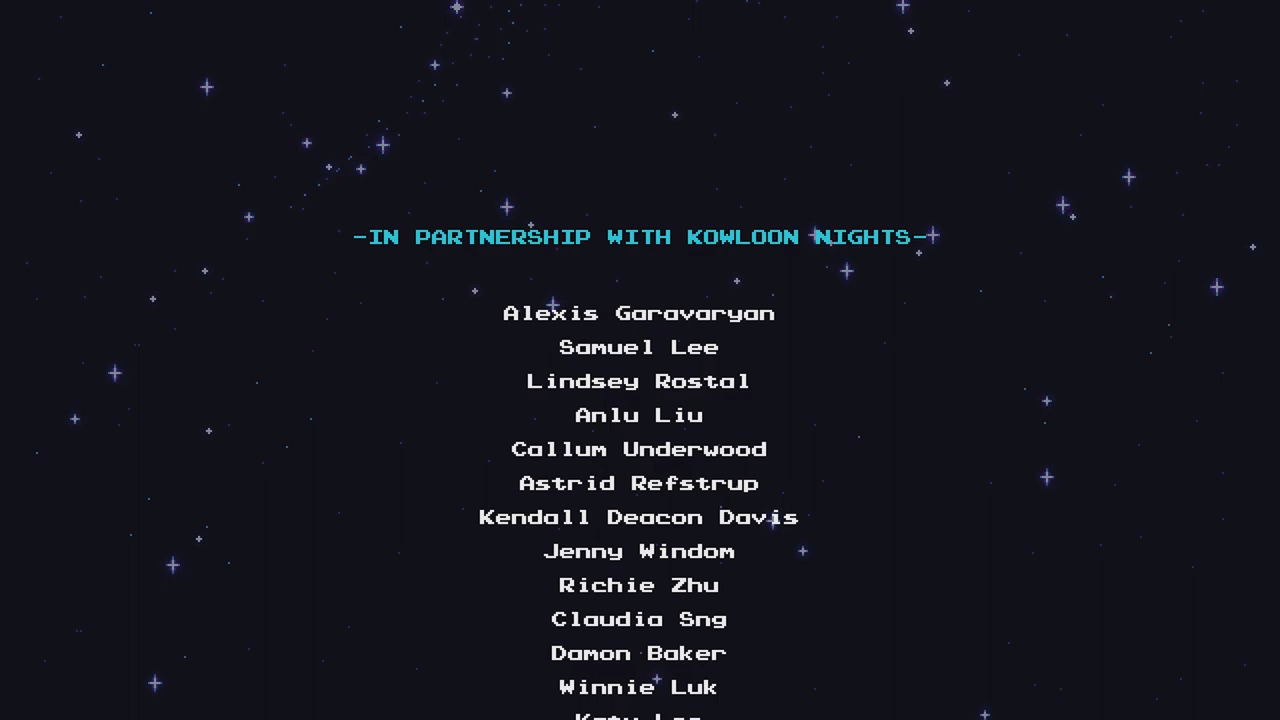 -IN PARTNERSHIP WITH KOWLOON NIGHTS-
Alexis Garavaryan
Samuel Lee
Lindsey Rostal
Anlu Liu
Callum Underwood
Astrid Refstrup
Kendall Deacon Davis
Jenny Windom
Richie Zhu
Claudia Sng
Damon Baker
Winnie Luk